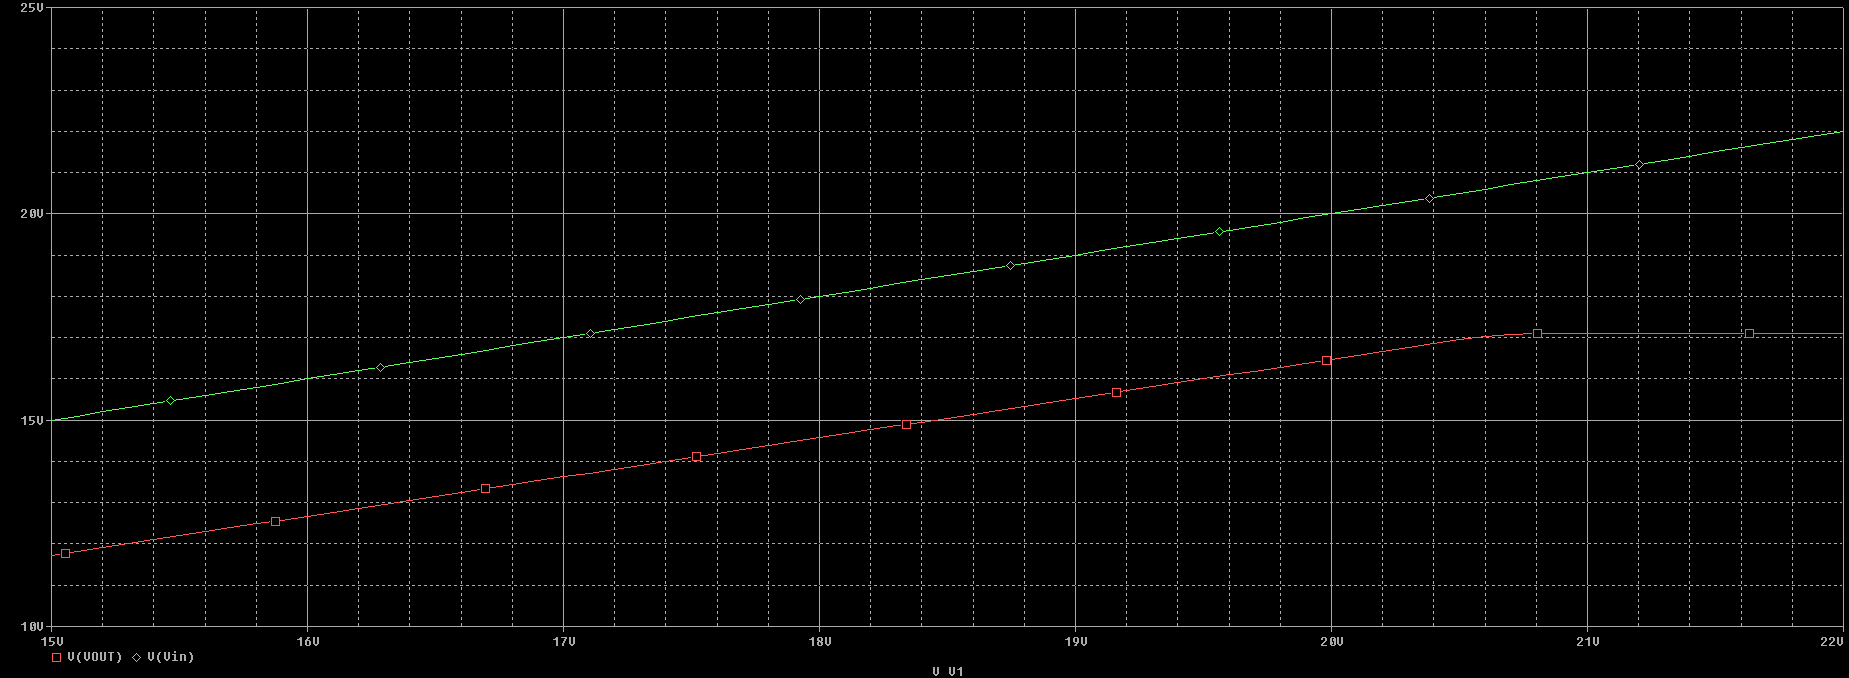 25V
20V
15V
10V
15V 16V 17V 18V 19V 20V 21V 22V
V(VOUT) V(Vin)
V_V1